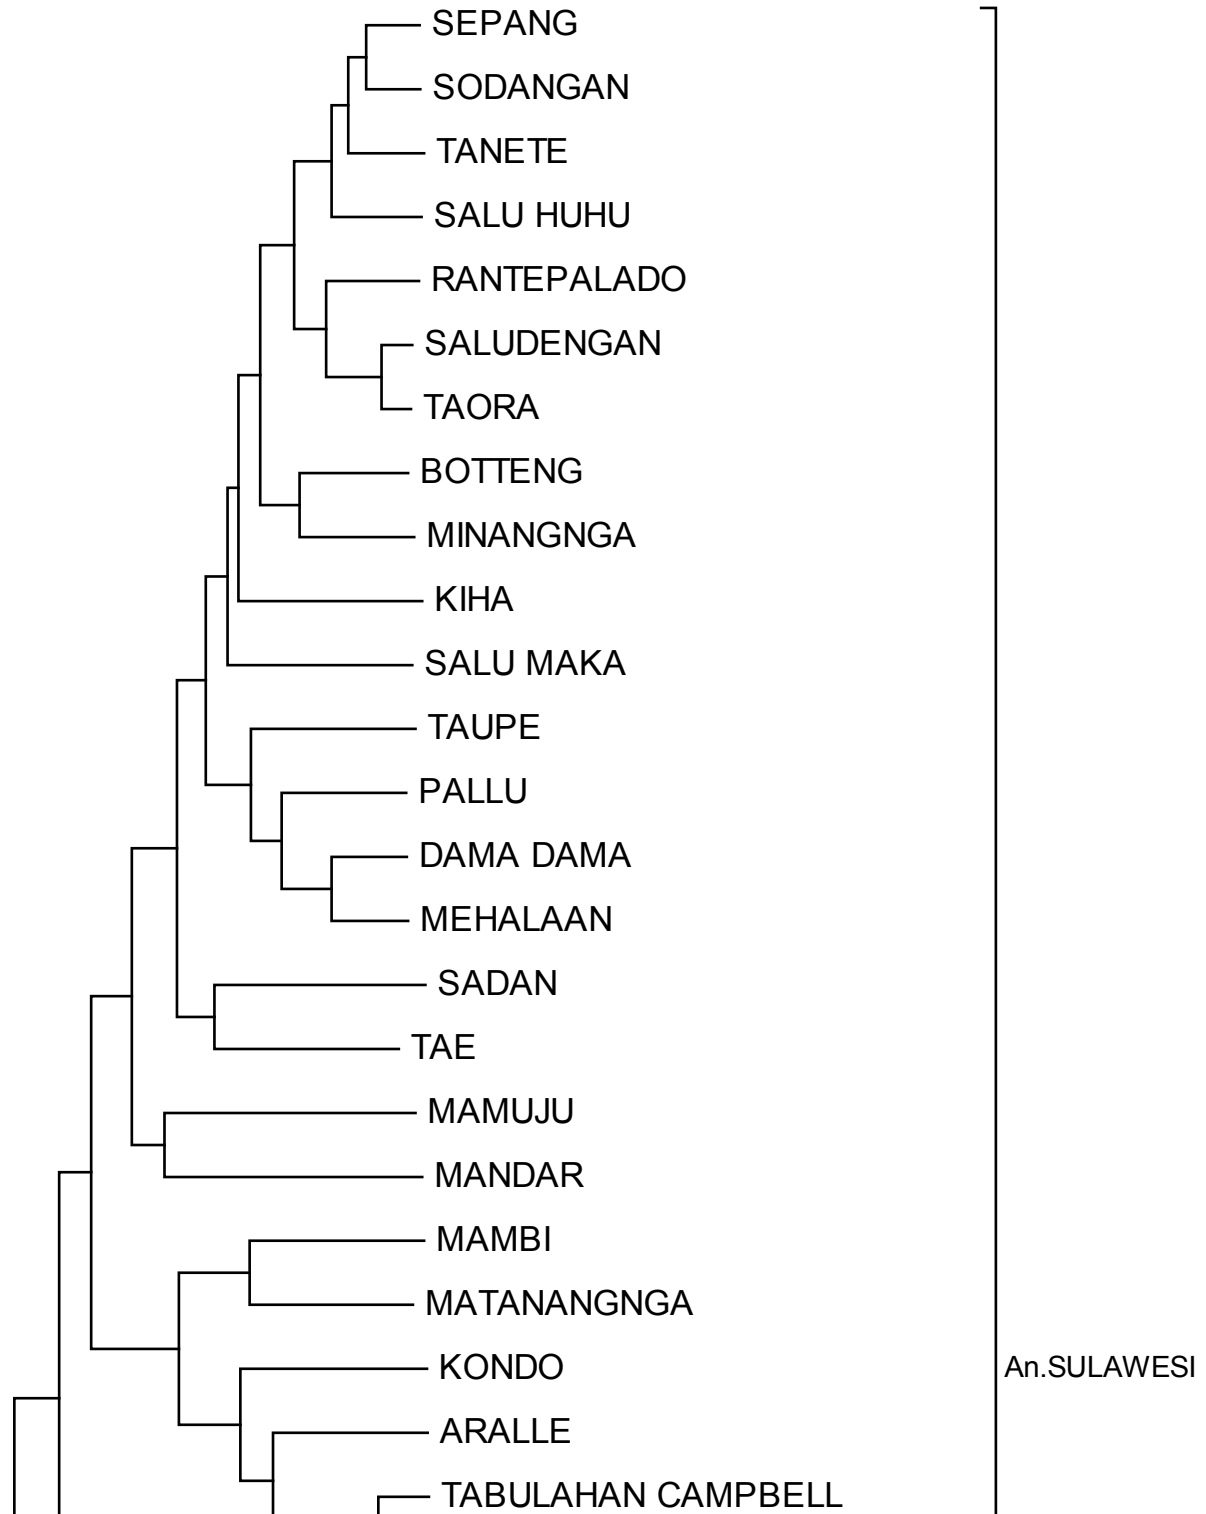 SEPANG
SODANGAN
TANETE
SALU HUHU
RANTEPALADO
SALUDENGAN
TAORA
BOTTENG
MINANGNGA
KIHA
SALU MAKA
TAUPE
PALLU
DAMA DAMA
MEHALAAN
SADAN
TAE
MAMUJU
MANDAR
MAMBI
MATANANGNGA
KONDO
An.SULAWESI
ARALLE
TABULAHAN CAMPBELL